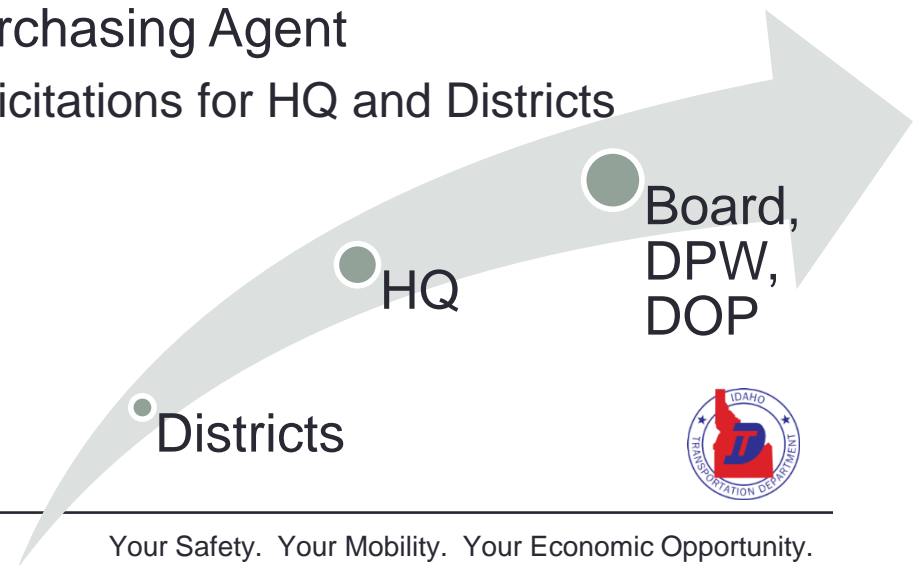 rchasing Agent
icitations for HQ and Districts
Board,
DPW,
DOP
HQ
Districts
IDAHO
TRANSPORTATION DEPARTMENT
IT
D
Your Safety. Your Mobility. Your Economic Opportunity.